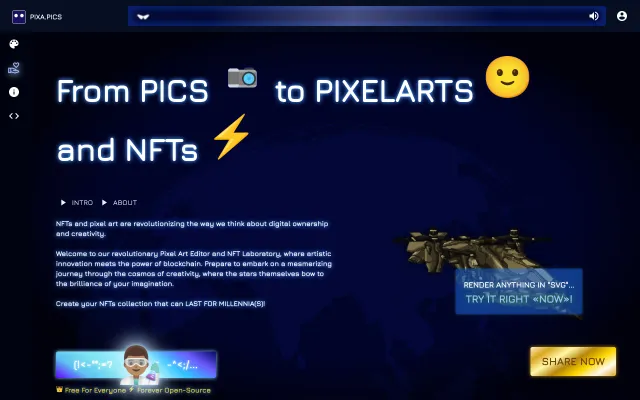 PIXA.PICS
From PICS to PIXELARTS
and NFTs
INTRO ABOUT
NFTs and pixel art are revolutionizing the way we think about digital ownership
and creativity.
Welcome to our revolutionary Pixel Art Editor and NFT Laboratory, where artistic
innovation meets the power of blockchain. Prepare to embark on a mesmerizing
journey through the cosmos of creativity, where the stars themselves bow to
the brilliance of your imagination.
Create your NFTs collection that can LAST FOR MILLENNIA(S)!
RENDER ANYTHING IN "SVG"...
TRY IT RIGHT «NOW»!
SHARE NOW
Free For Everyone Forever Open-Source